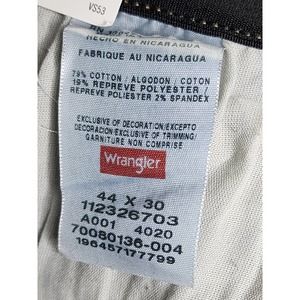 VS53
HECHO EN NICARAGUA
FABRIQUE AU NICARAGUA
79% COTTON / ALGODON / COTON
19% REPREVE POLYESTER /
REPREVE POLIESTER 2% SPANDEX
EXCLUSIVE OF DECORATION/EXCEPTO
DECORACION/EXCLUSIVE OF TRIMMING/
GARNITURE NON COMPRISE
Wrangler
44 X 30
112326703
A001 4020
70080136-004
196457177799